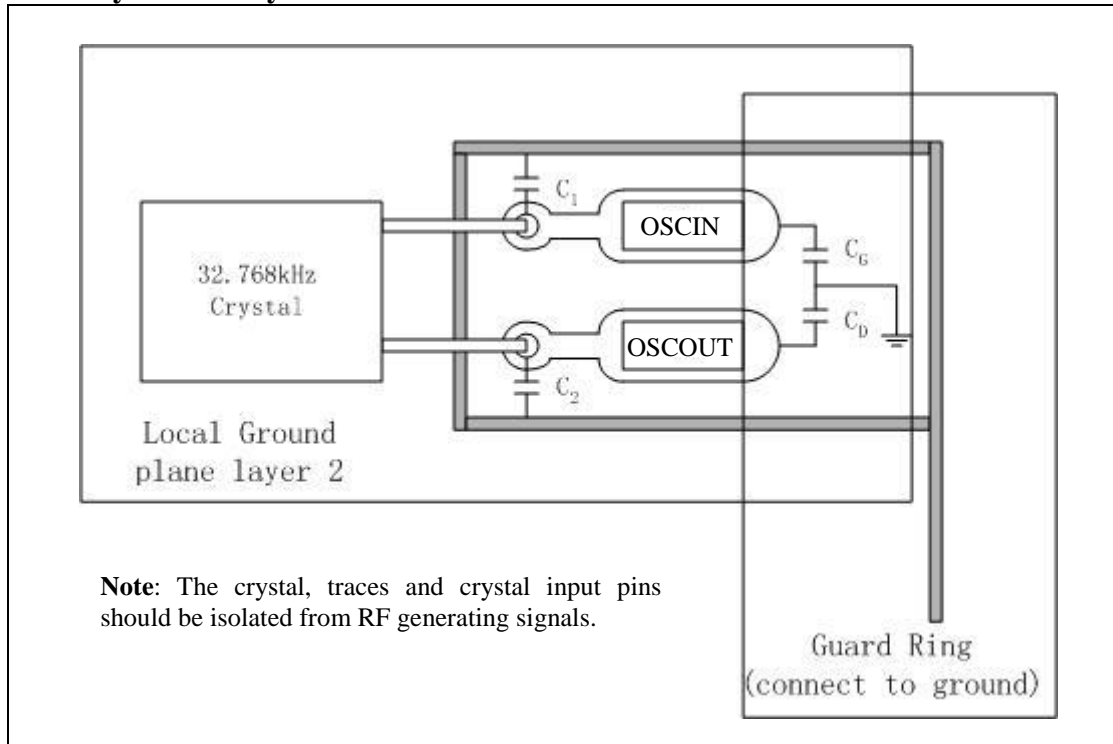 C1
OSCIN
CG
32.768kHz
Crystal
CD
OSCOUT
C2
Local Ground
plane layer 2
Note: The crystal, traces and crystal input pins
should be isolated from RF generating signals.
Guard Ring
(connect to ground)